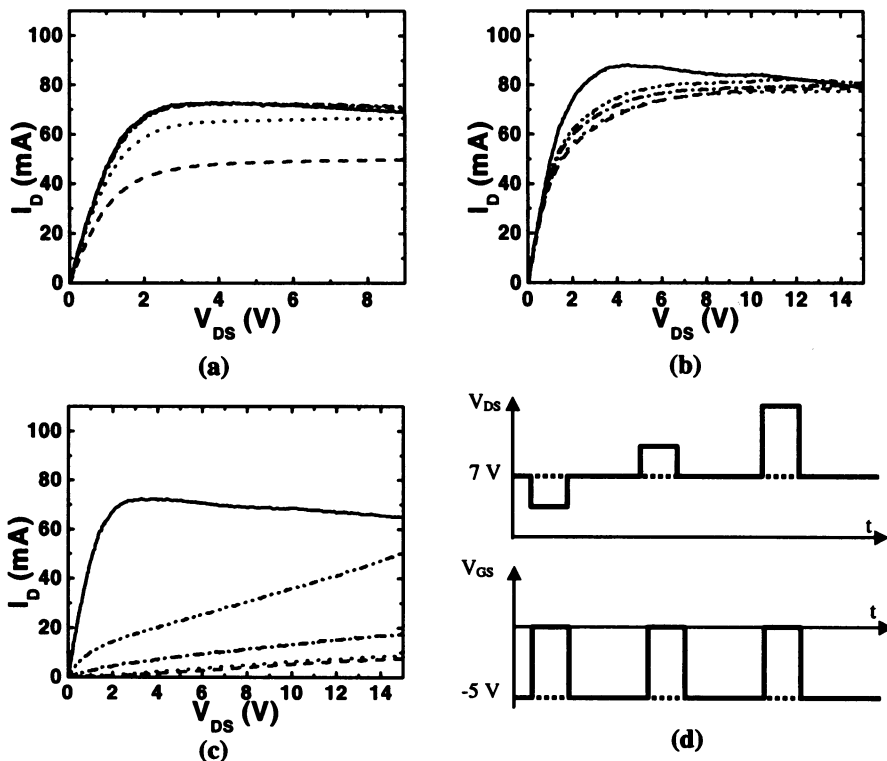 100
80
60
40
20
0
I_D (mA)
0 2 4 6 8
V_DS (V)
(a)
100
80
60
40
20
0
I_D (mA)
0 2 4 6 8 10 12 14
V_DS (V)
(b)
100
80
60
40
20
0
I_D (mA)
0 2 4 6 8 10 12 14
V_DS (V)
(c)
V_DS
7 V
t
V_GS
t
-5 V
(d)